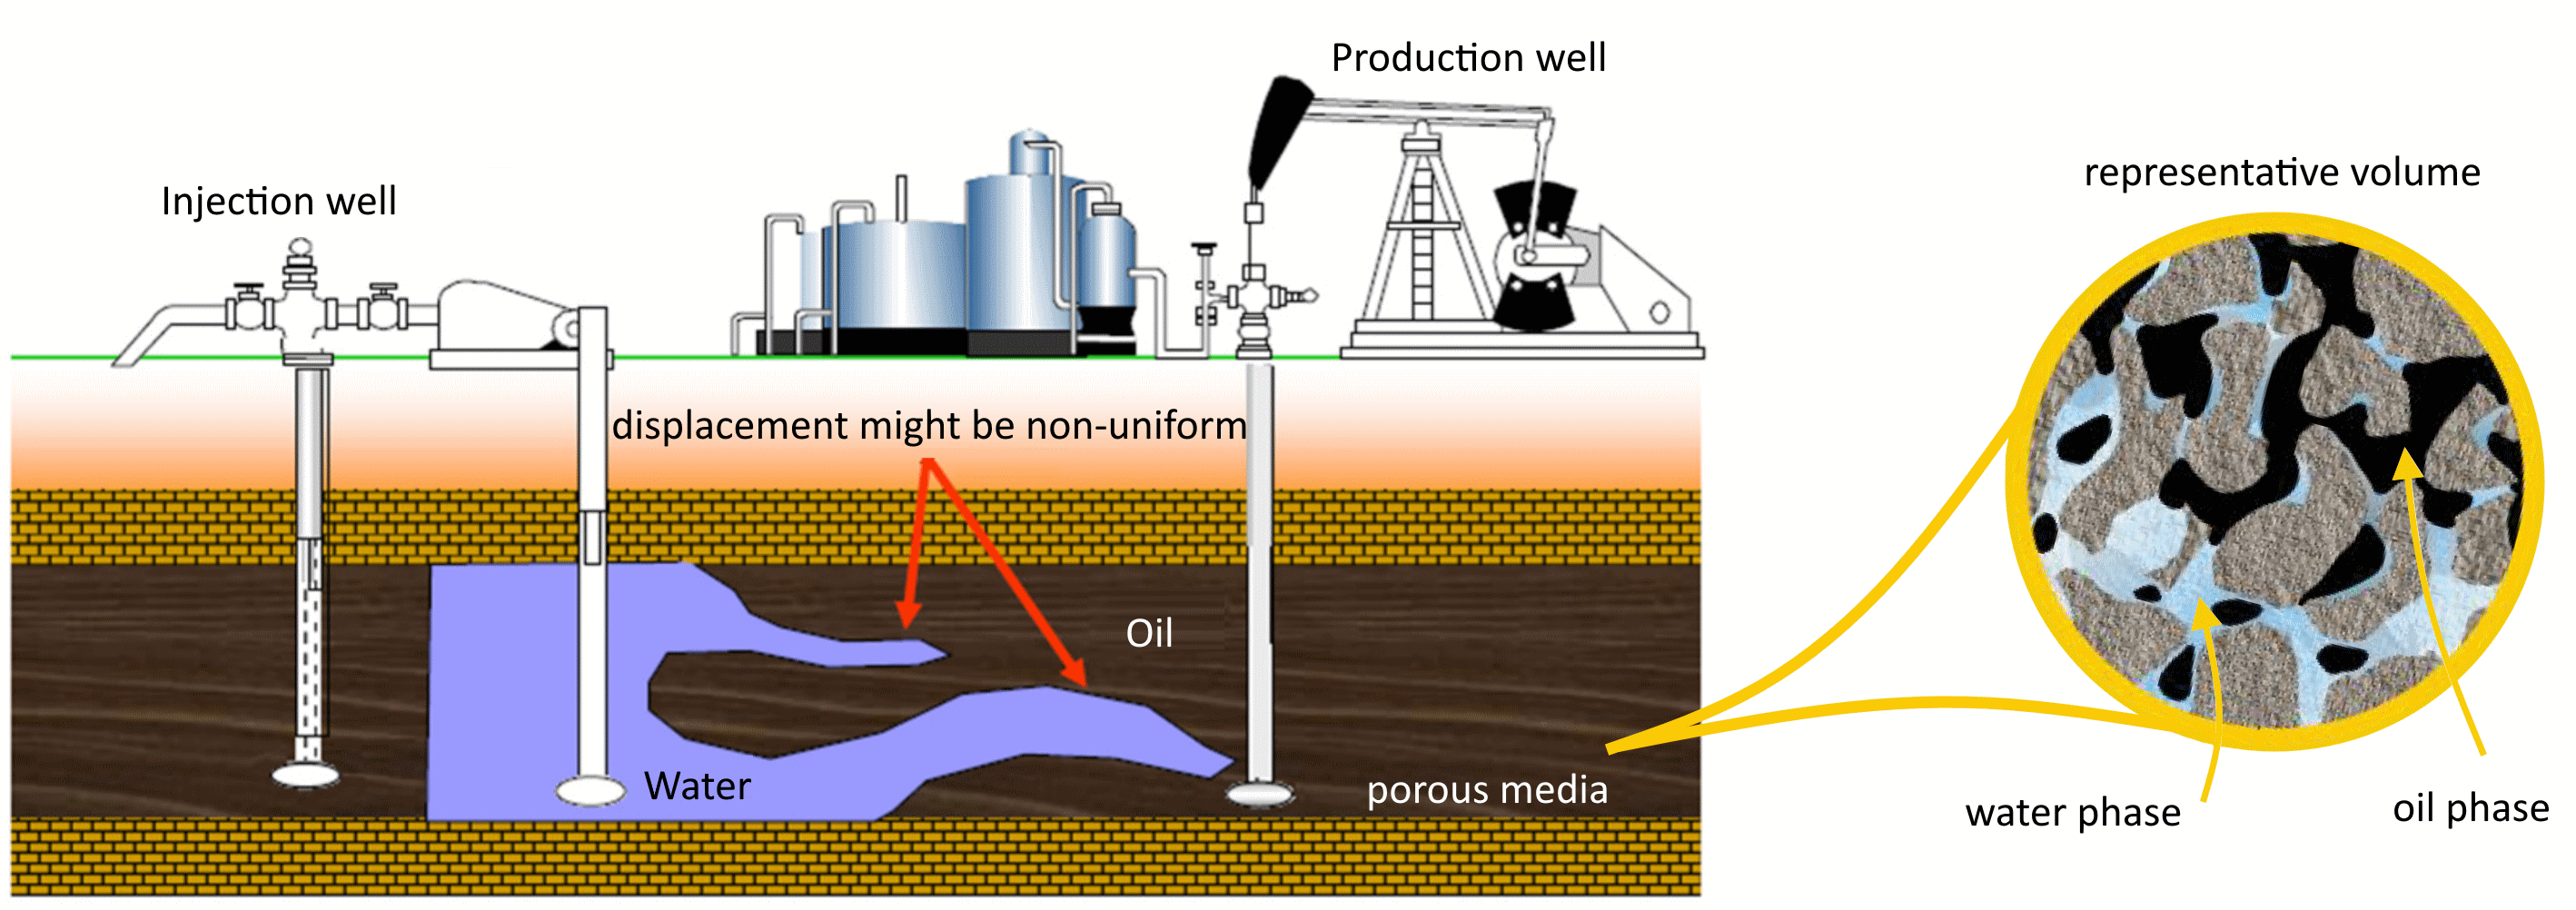 Production well
representative volume
Injection well
displacement might be non-uniform
Oil
Water
porous media
water phase
oil phase